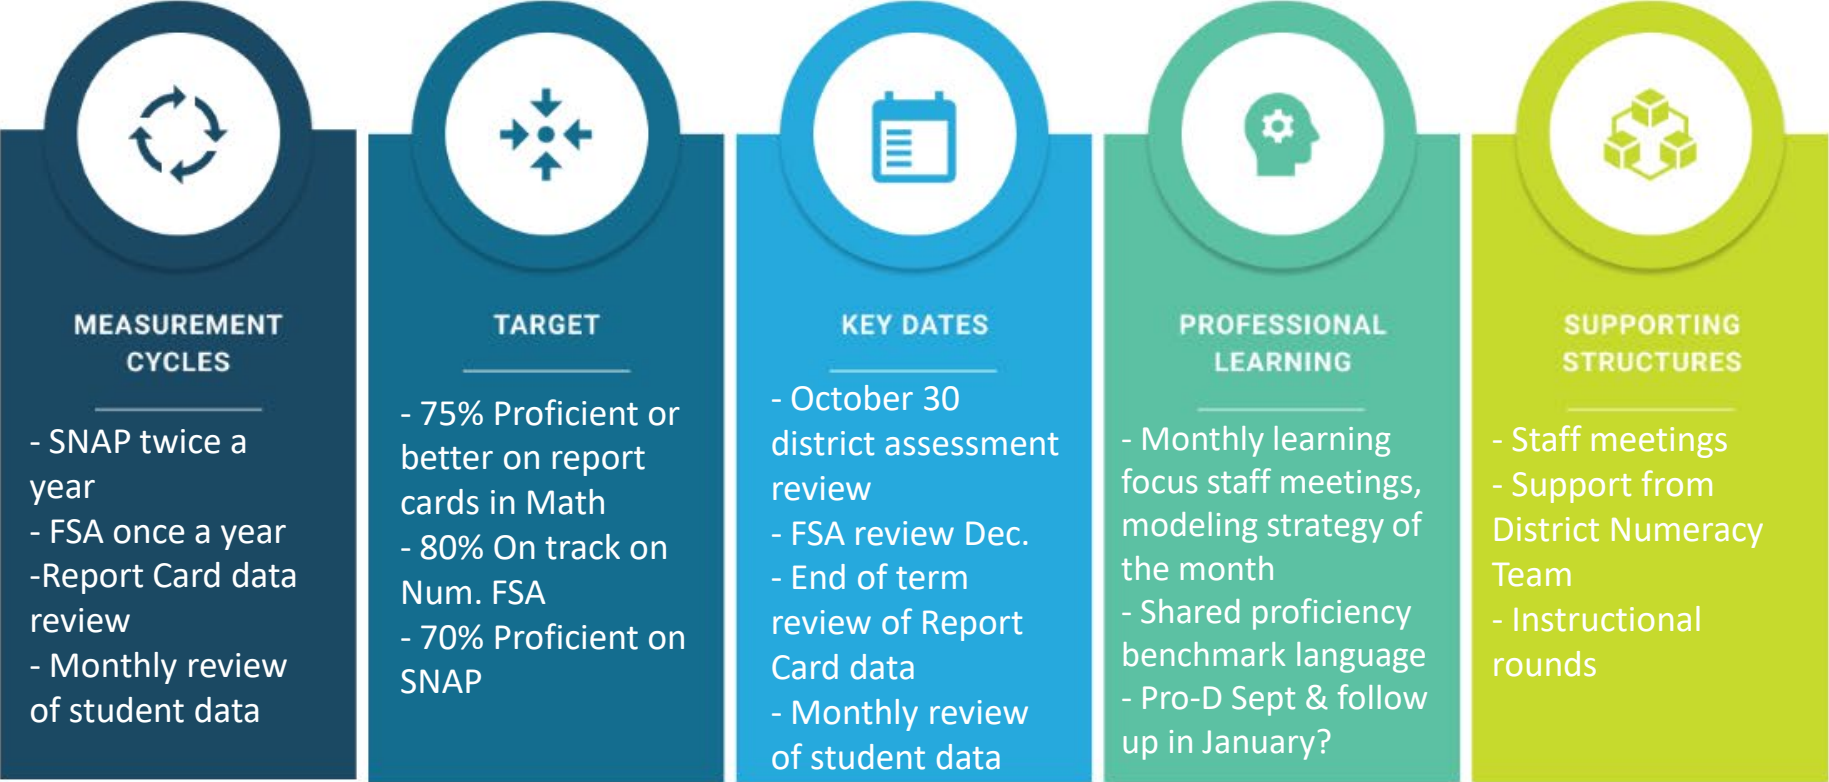 MEASUREMENT
CYCLES
- SNAP twice a
year
- FSA once a year
-Report Card data
review
- Monthly review
of student data
TARGET
- 75% Proficient or
better on report
cards in Math
- 80% On track on
Num. FSA
- 70% Proficient on
SNAP
KEY DATES
- October 30
district assessment
review
- FSA review Dec.
- End of term
review of Report
Card data
- Monthly review
of student data
PROFESSIONAL
LEARNING
- Monthly learning
focus staff meetings,
modeling strategy of
the month
- Shared proficiency
benchmark language
- Pro-D Sept & follow
up in January?
SUPPORTING
STRUCTURES
- Staff meetings
- Support from
District Numeracy
Team
- Instructional
rounds